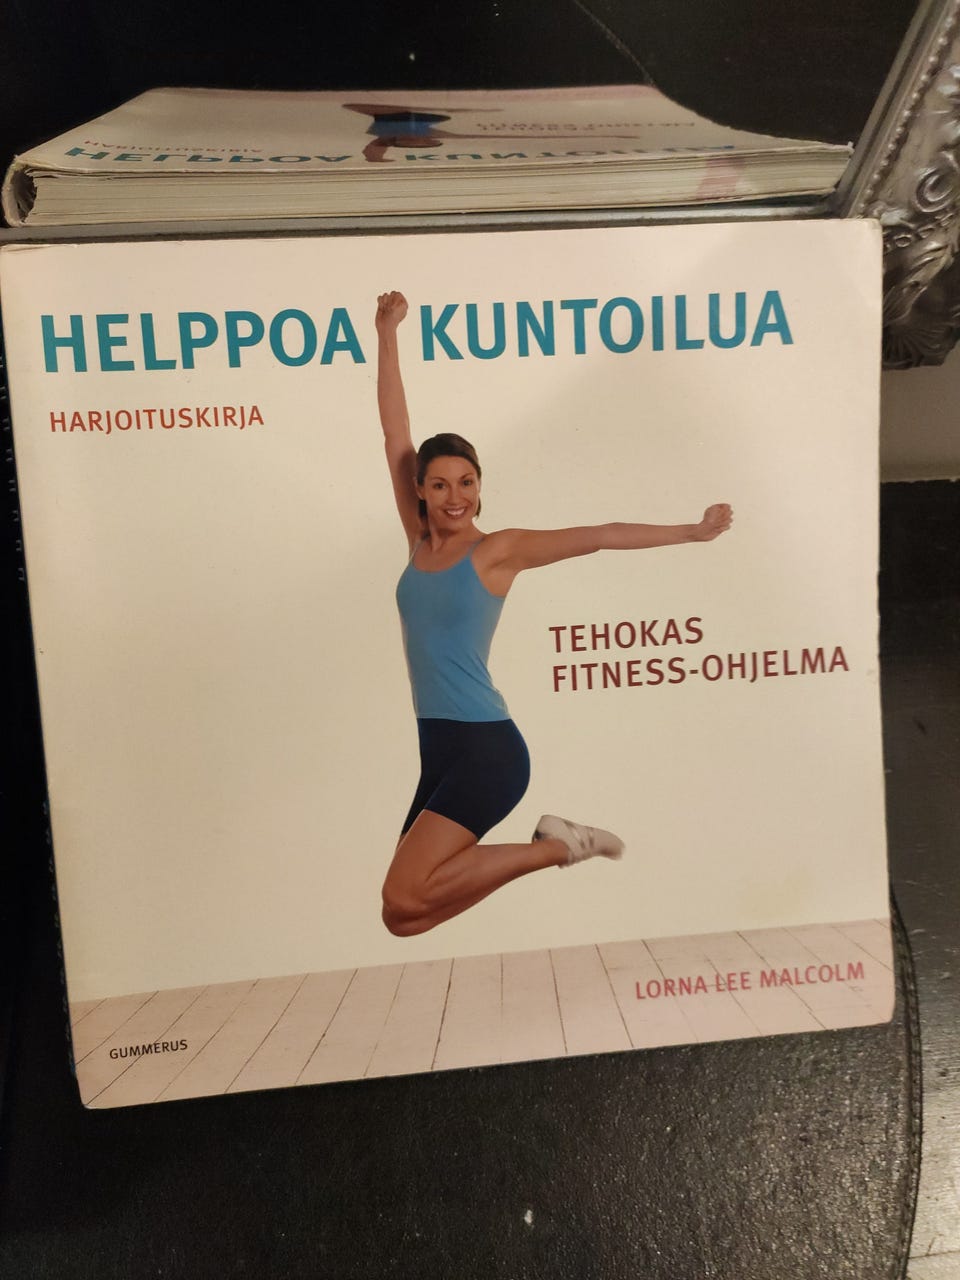 HELPPOA KUNTOILUA
HARJOITUSKIRJA
TEHOKAS
FITNESS-OHJELMA
LORNA LEE MALCOLM
GUMMERUS